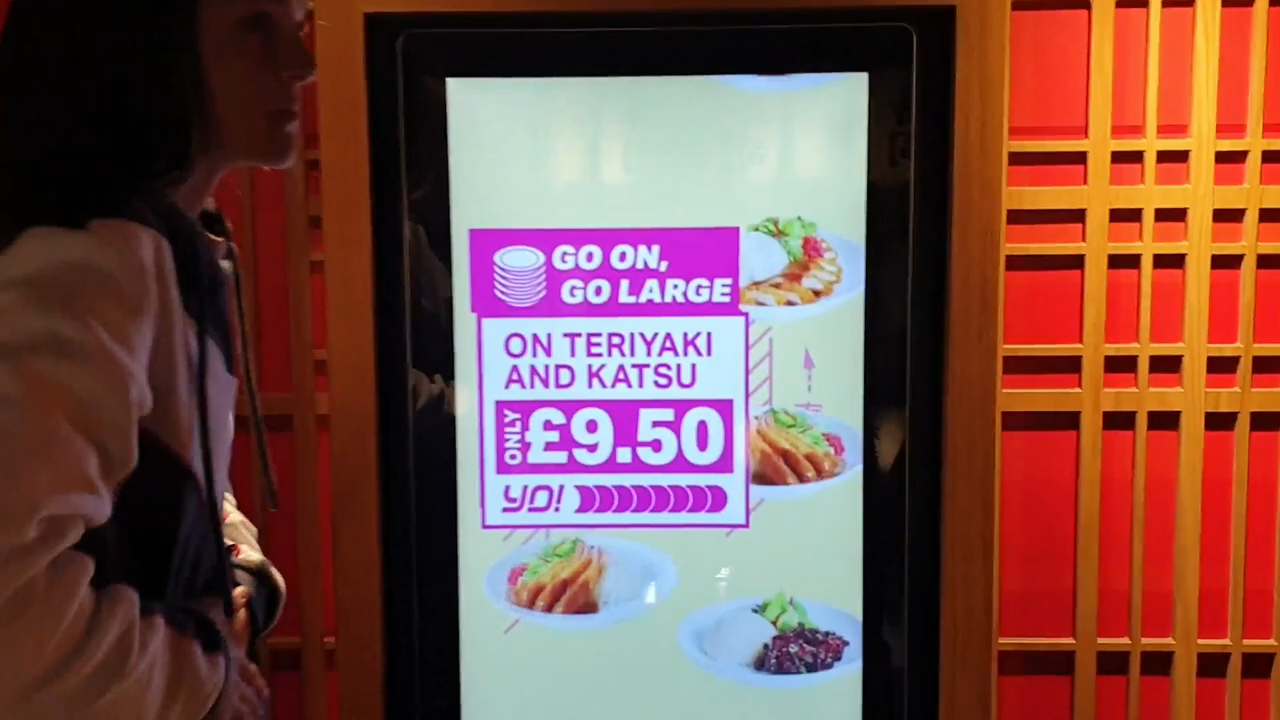 GO ON,
GO LARGE
ON TERIYAKI
AND KATSU
ONLY £9.50
YO!